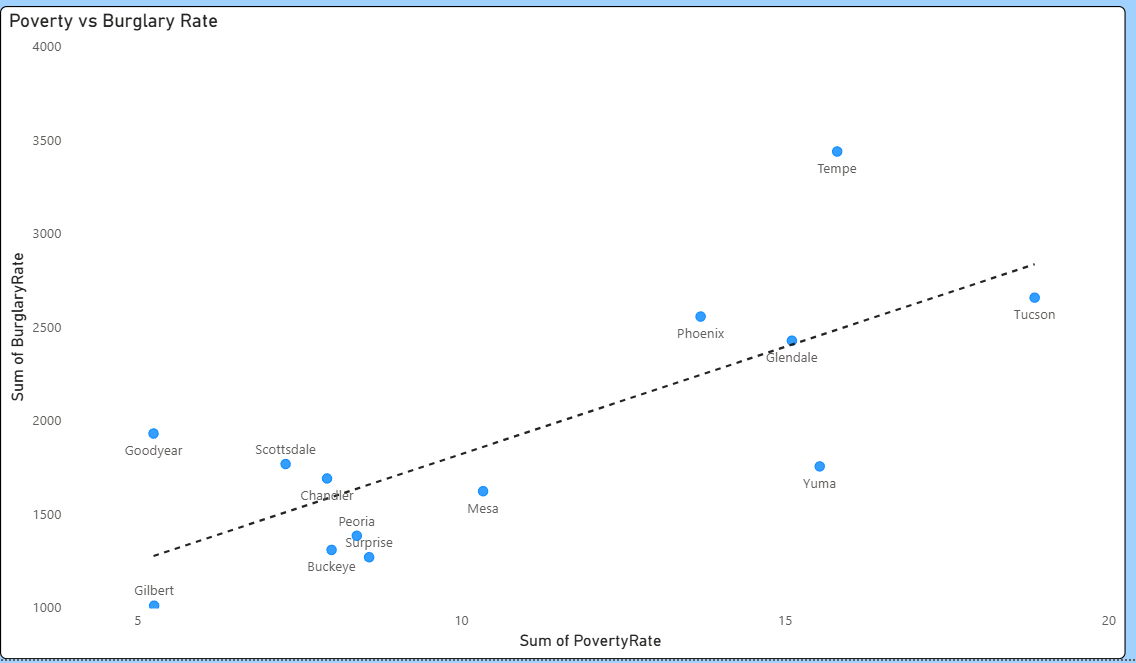 Poverty vs Burglary Rate
4000
3500
3000
2500
2000
1500
1000
Sum of BurglaryRate
Tempe
Tucson
Phoenix
Glendale
Goodyear
Scottsdale
Yuma
Chandler
Mesa
Peoria
Surprise
Buckeye
Gilbert
5
10
15
20
Sum of PovertyRate